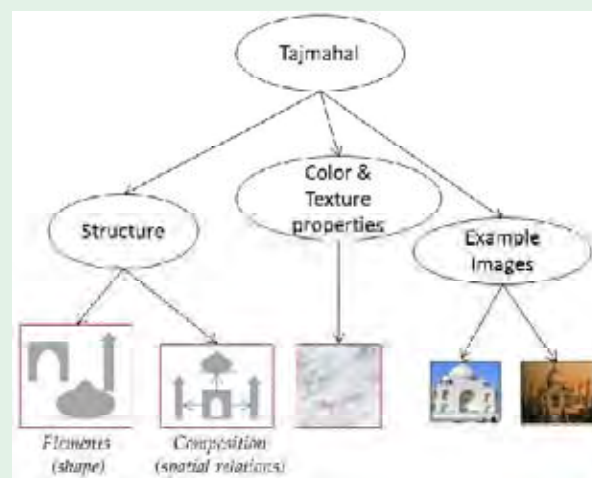 Tajmahal
Color &
Texture
properties
Structure
Example
Images
Elements
(shape)
Composition
(spatial relations)